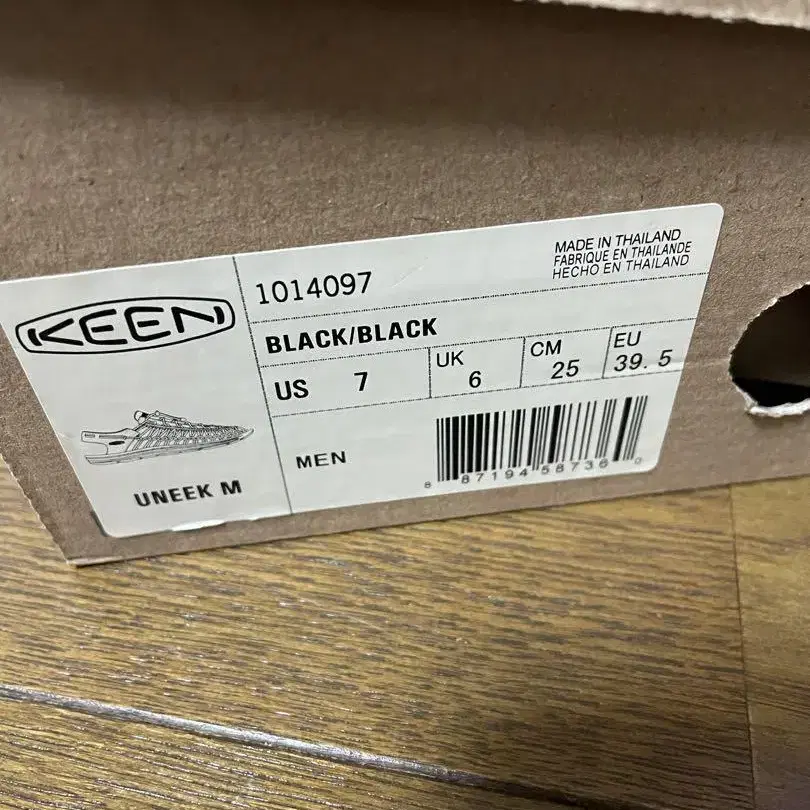 KEEN
UNEEK M
1014097
MADE IN THAILAND
FABRIQUE EN THAILANDE
HECHO EN THAILAND
BLACK/BLACK
US 7
UK 6
CM 25
EU 39.5
MEN
8 87194 58736 0